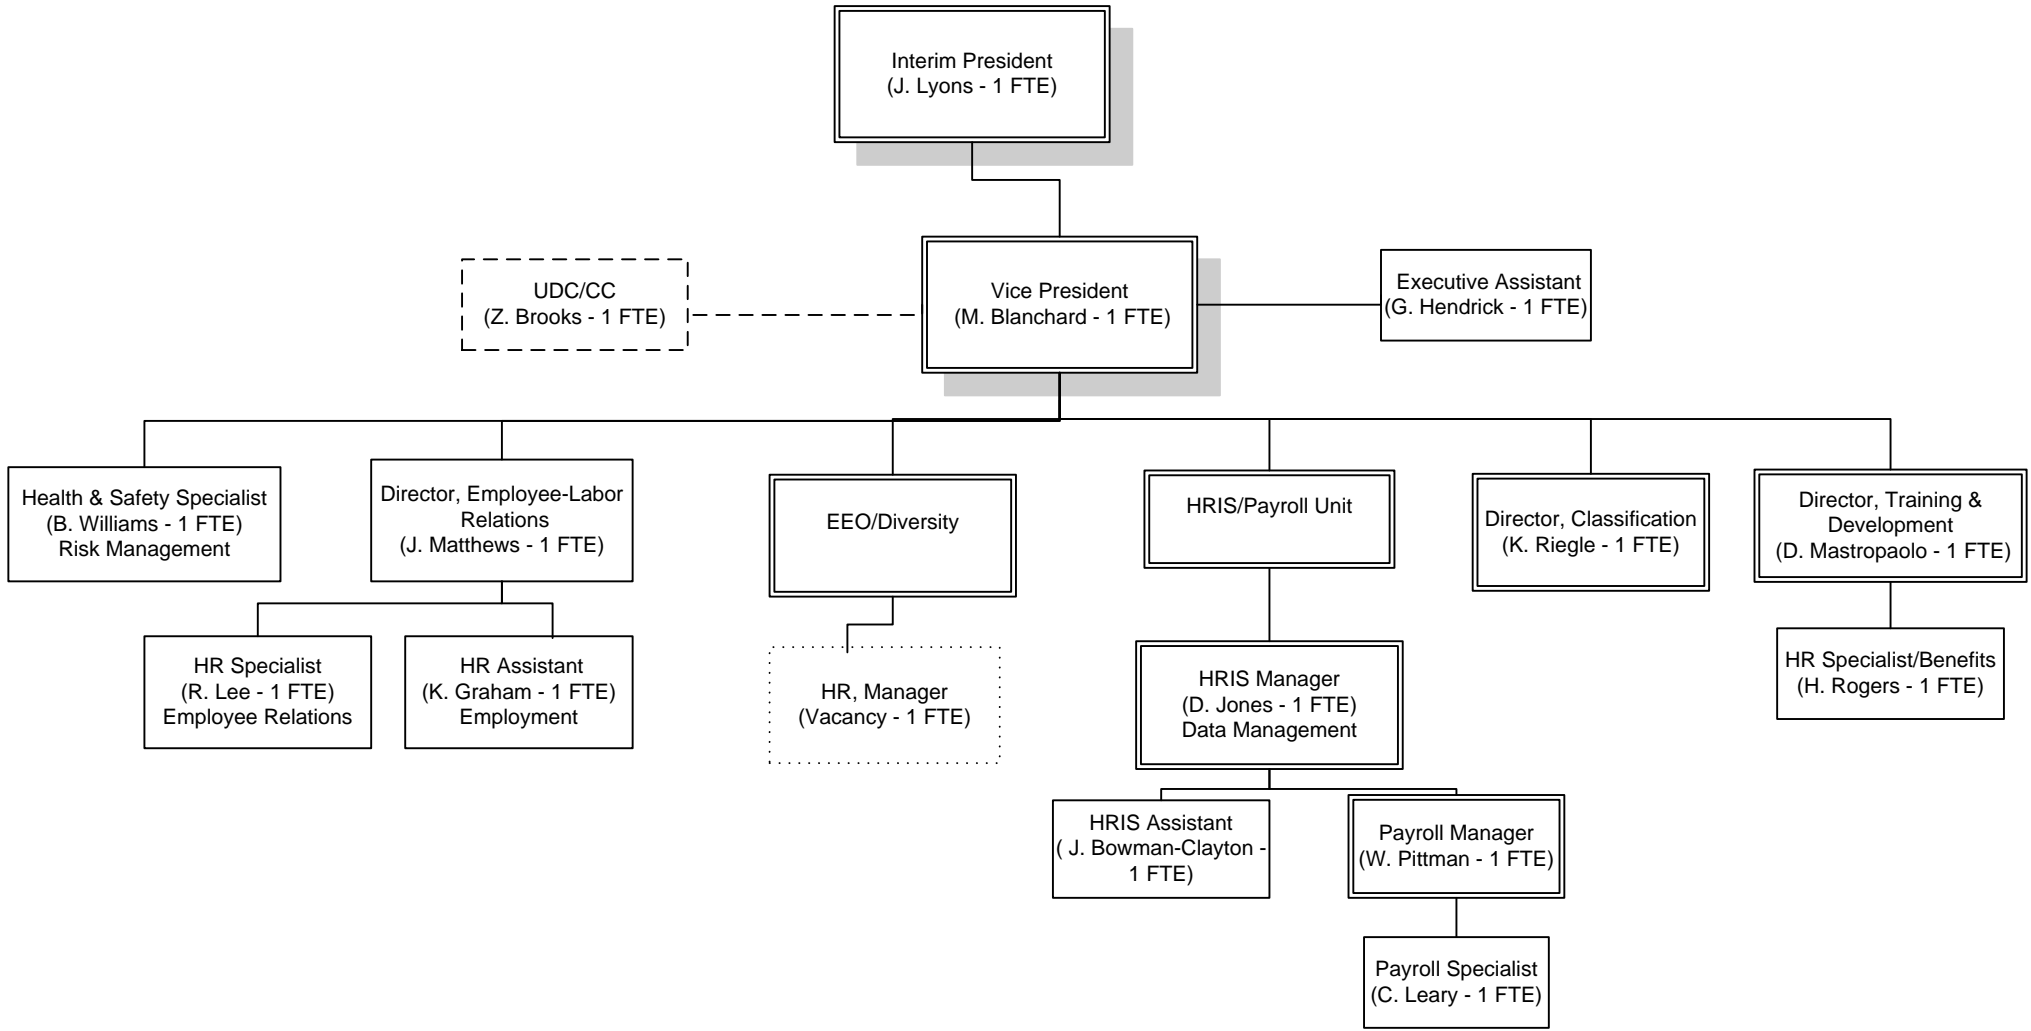 Interim President
(J. Lyons - 1 FTE)
UDC/CC
(Z. Brooks - 1 FTE)
Vice President
(M. Blanchard - 1 FTE)
Executive Assistant
(G. Hendrick - 1 FTE)
Health & Safety Specialist
(B. Williams - 1 FTE)
Risk Management
Director, Employee-Labor
Relations
(J. Matthews - 1 FTE)
EEO/Diversity
HRIS/Payroll Unit
Director, Classification
(K. Riegle - 1 FTE)
Director, Training &
Development
(D. Mastropaolo - 1 FTE)
HR Specialist
(R. Lee - 1 FTE)
Employee Relations
HR Assistant
(K. Graham - 1 FTE)
Employment
HR, Manager
(Vacancy - 1 FTE)
HRIS Manager
(D. Jones - 1 FTE)
Data Management
HR Specialist/Benefits
(H. Rogers - 1 FTE)
HRIS Assistant
( J. Bowman-Clayton -
1 FTE)
Payroll Manager
(W. Pittman - 1 FTE)
Payroll Specialist
(C. Leary - 1 FTE)